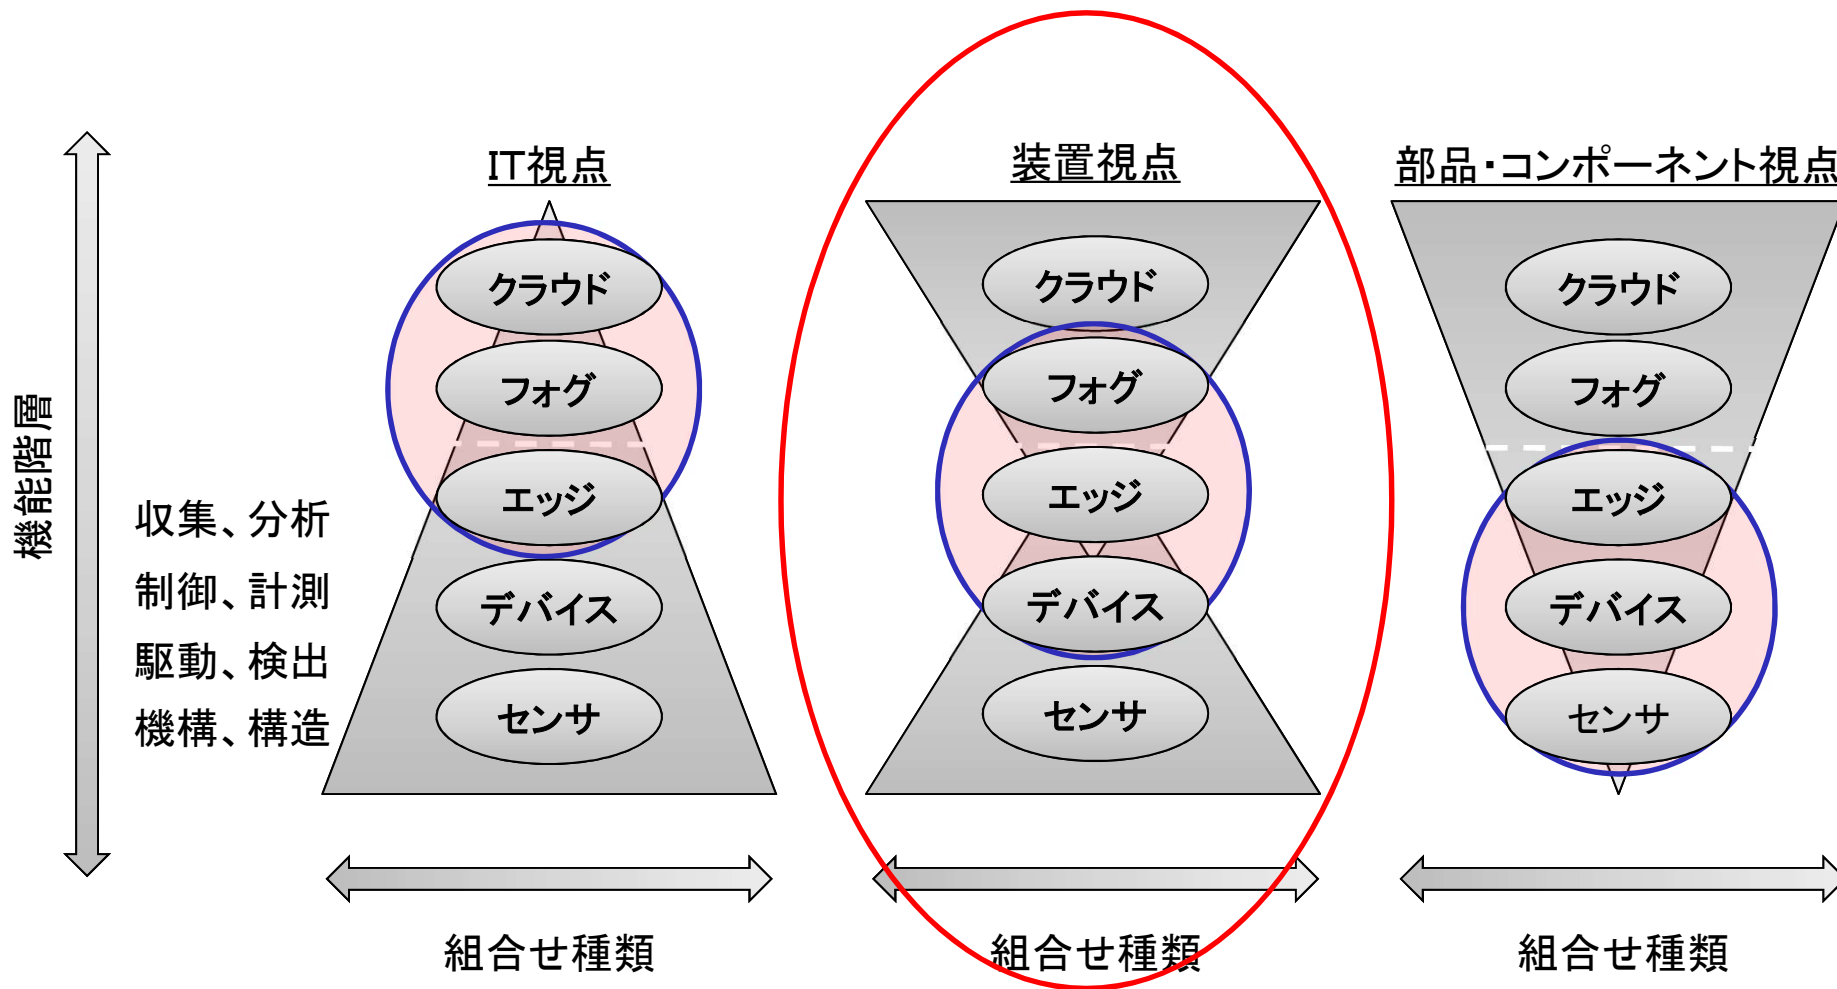 機能階層
収集、分析
制御、計測
駆動、検出
機構、構造
IT視点
クラウド
フォグ
エッジ
デバイス
センサ
組合せ種類
装置視点
クラウド
フォグ
エッジ
デバイス
センサ
組合せ種類
部品・コンポーネント視点
クラウド
フォグ
エッジ
デバイス
センサ
組合せ種類